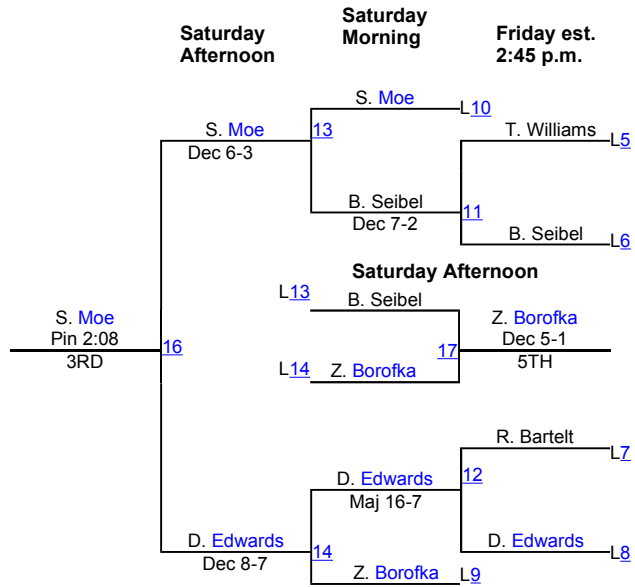 Saturday Afternoon
Saturday Morning
Friday est. 2:45 p.m.
S. Moe
L10
S. Moe
13
T. Williams
L5
Dec 6-3
B. Seibel
11
Dec 7-2
B. Seibel
L6
Saturday Afternoon
L13
B. Seibel
S. Moe
Z. Borofka
Pin 2:08
16
17
Dec 5-1
3RD
L14
Z. Borofka
5TH
R. Bartelt
L7
D. Edwards
12
Maj 16-7
D. Edwards
14
D. Edwards
L8
Dec 8-7
Z. Borofka
L9